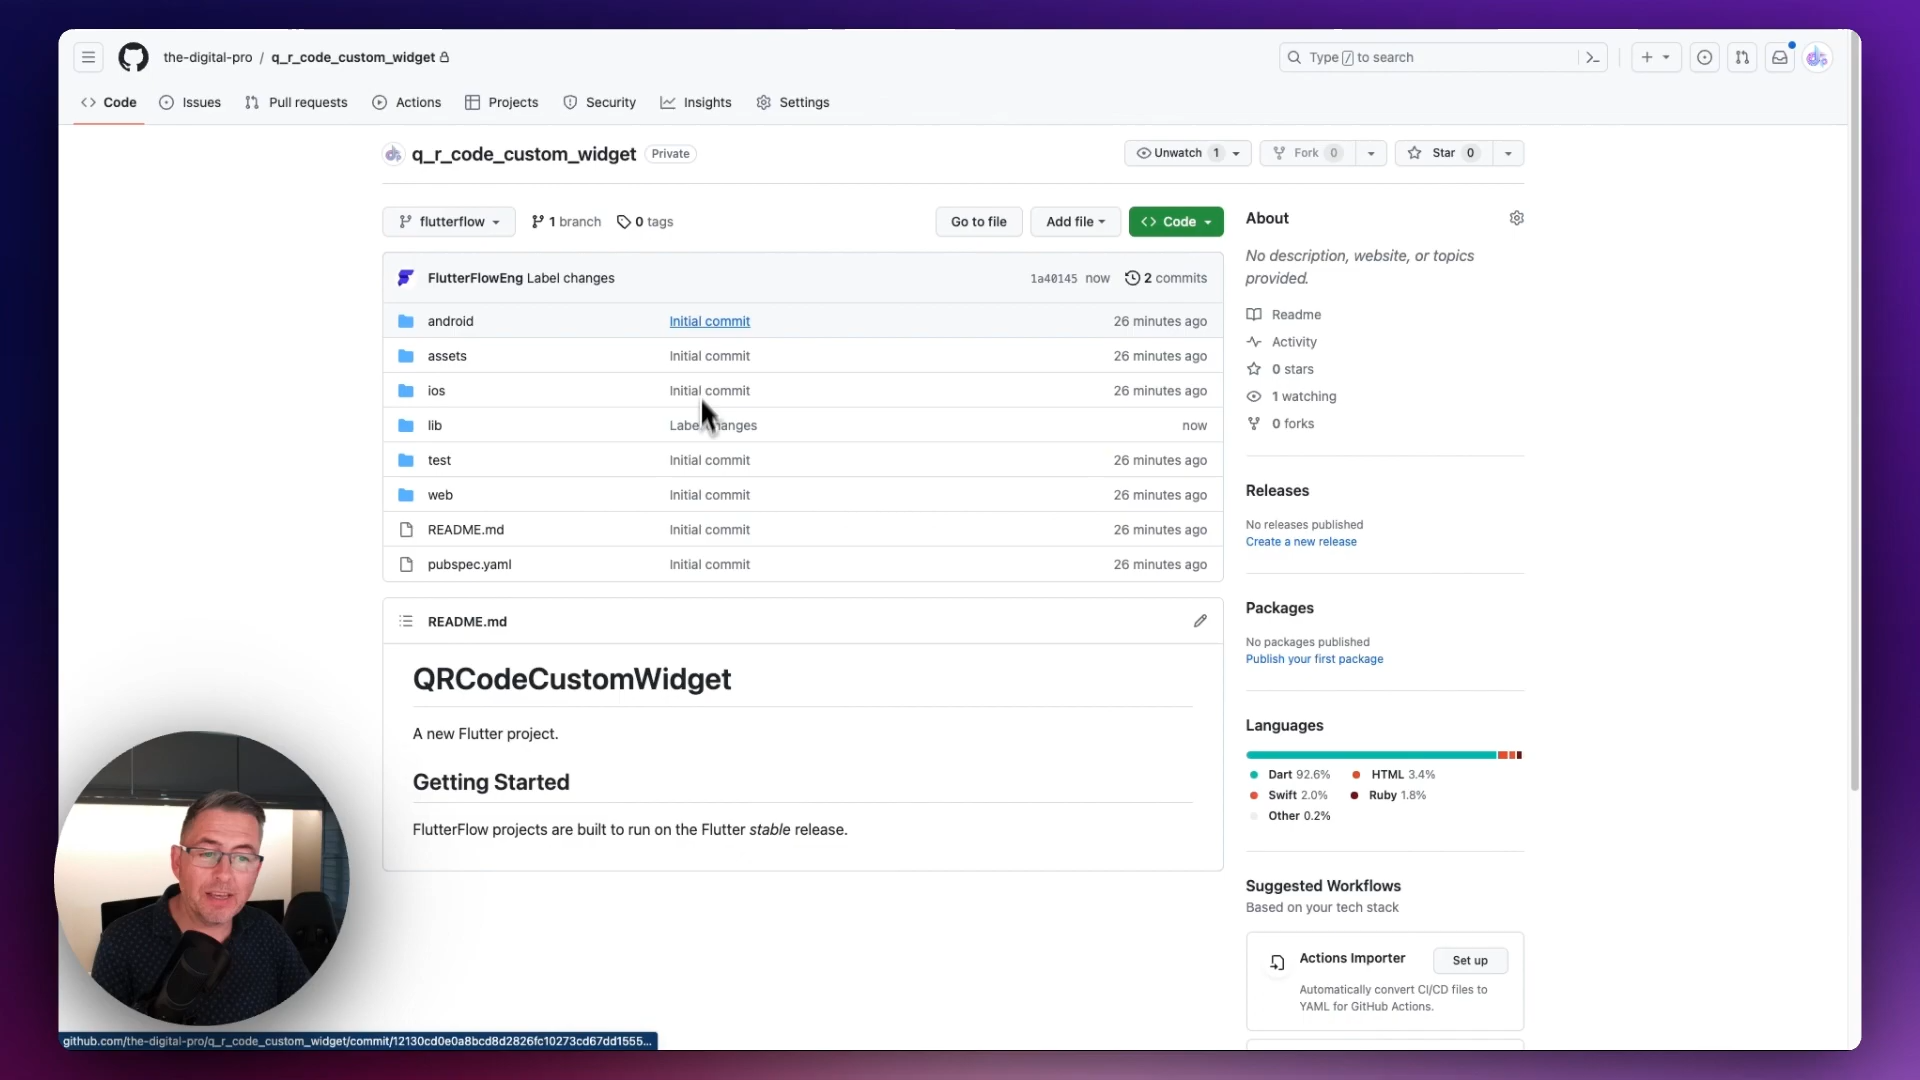 the-digital-pro / q_r_code_custom_widget
Type / to search
Code
Issues
Pull requests
Actions
Projects
Security
Insights
Settings
q_r_code_custom_widget
Private
Unwatch 1
Fork 0
Star 0
flutterflow
1 branch
0 tags
Go to file
Add file
Code
FlutterFlowEng Label changes
1a40145 now
2 commits
android Initial commit 26 minutes ago
assets Initial commit 26 minutes ago
ios Initial commit 26 minutes ago
lib Label changes now
test Initial commit 26 minutes ago
web Initial commit 26 minutes ago
README.md Initial commit 26 minutes ago
pubspec.yaml Initial commit 26 minutes ago
README.md
QRCodeCustomWidget
A new Flutter project.
Getting Started
FlutterFlow projects are built to run on the Flutter stable release.
About
No description, website, or topics
provided.
Readme
Activity
0 stars
1 watching
0 forks
Releases
No releases published
Create a new release
Packages
No packages published
Publish your first package
Languages
Dart 92.6%
HTML 3.4%
Swift 2.0%
Ruby 1.8%
Other 0.2%
Suggested Workflows
Based on your tech stack
Actions Importer
Set up
Automatically convert CI/CD files to
YAML for GitHub Actions.
github.com/the-digital-pro/q_r_code_custom_widget/commit/12130cd0e0a8bcd8d2826fc10273cd67dd1555...